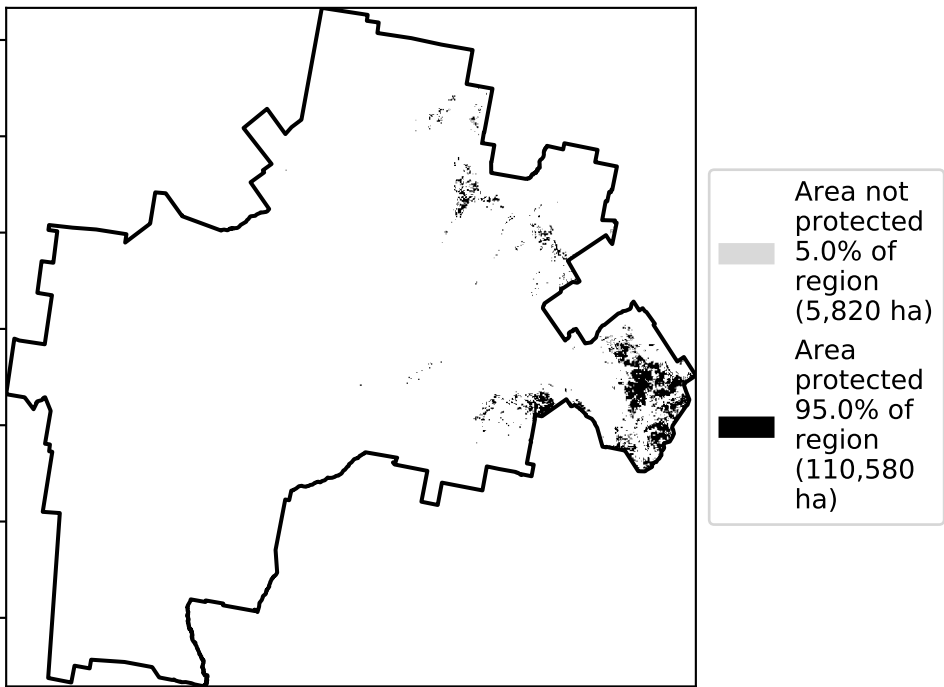 Area not
protected
5.0% of
region
(5,820 ha)
Area
protected
95.0% of
region
(110,580
ha)